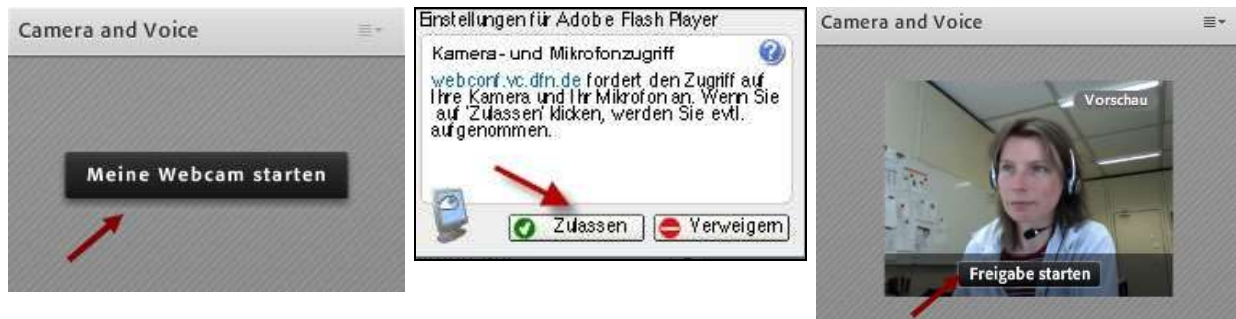 Camera and Voice
Meine Webcam starten
Einstellungen für Adobe Flash Player
Kamera- und Mikrofonzugriff
webconf.vc.dfn.de fordert den Zugriff auf
Ihre Kamera und Ihr Mikrofon an. Wenn Sie
auf 'Zulassen' klicken, werden Sie evtl.
aufgenommen.
Zulassen
Verweigern
Camera and Voice
Vorschau
Freigabe starten